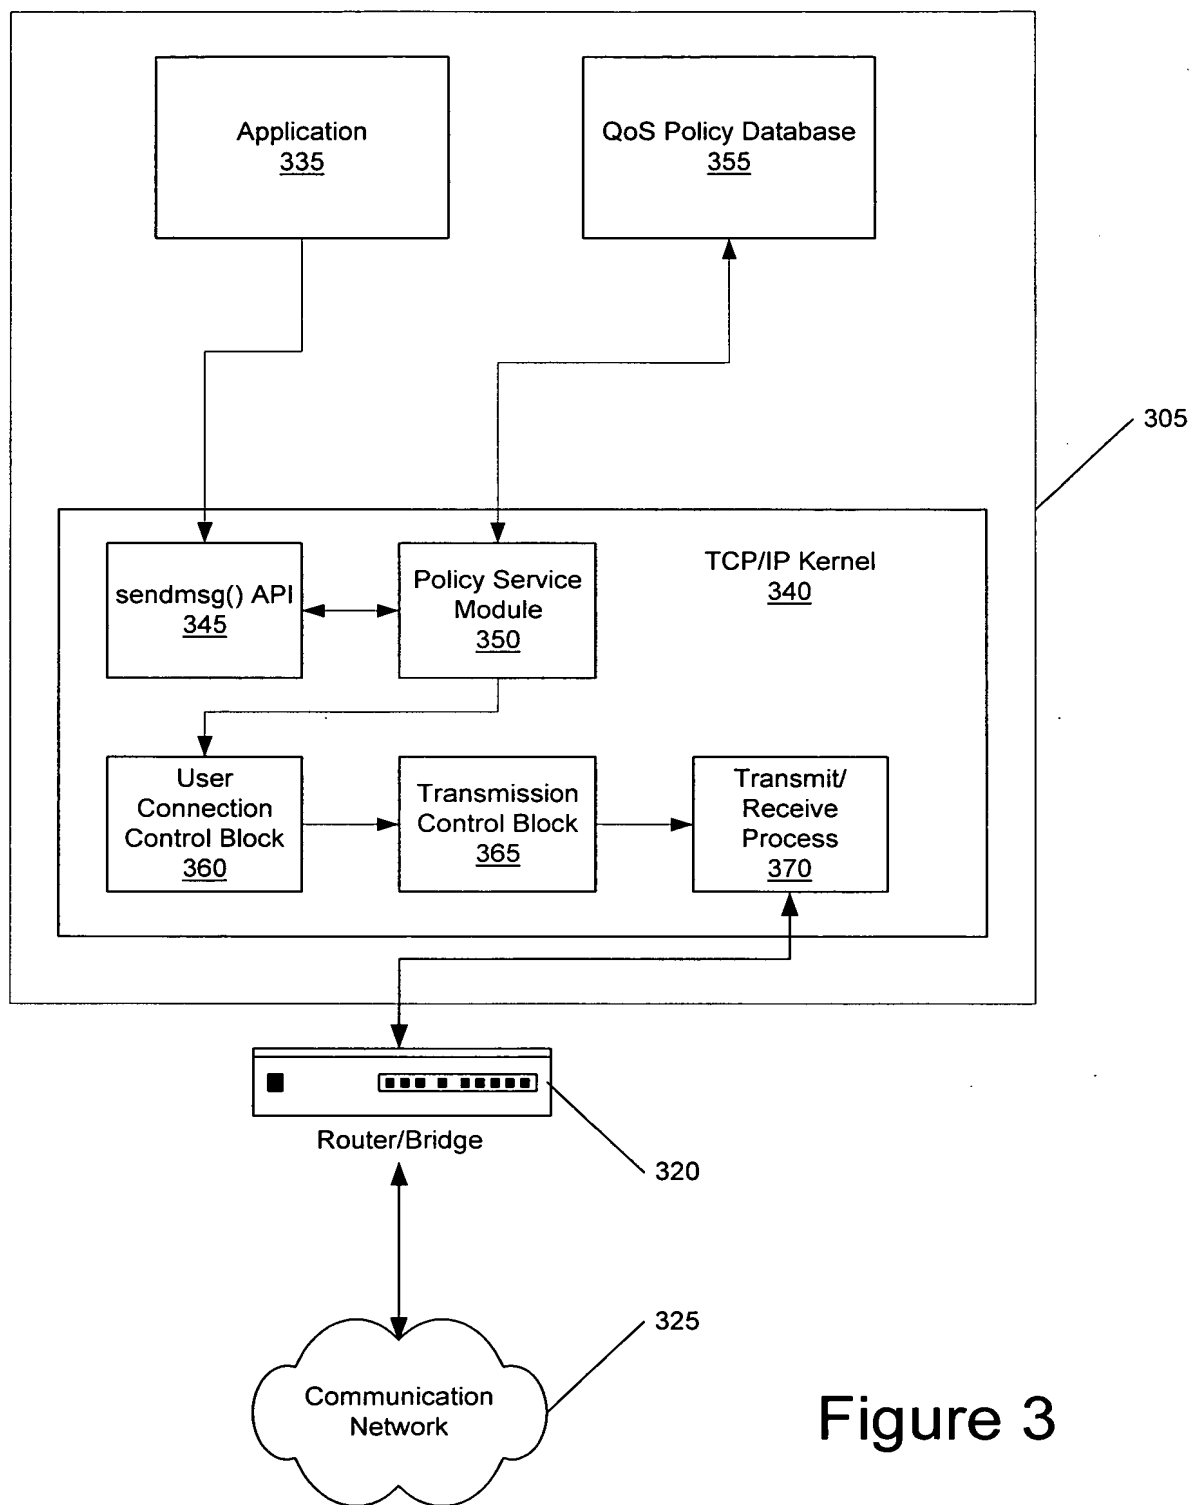 Application
335
QoS Policy Database
355
305
TCP/IP Kernel
340
sendmsg() API
345
Policy Service
Module
350
User
Connection
Control Block
360
Transmission
Control Block
365
Transmit/
Receive
Process
370
Router/Bridge
320
325
Communication
Network
Figure 3